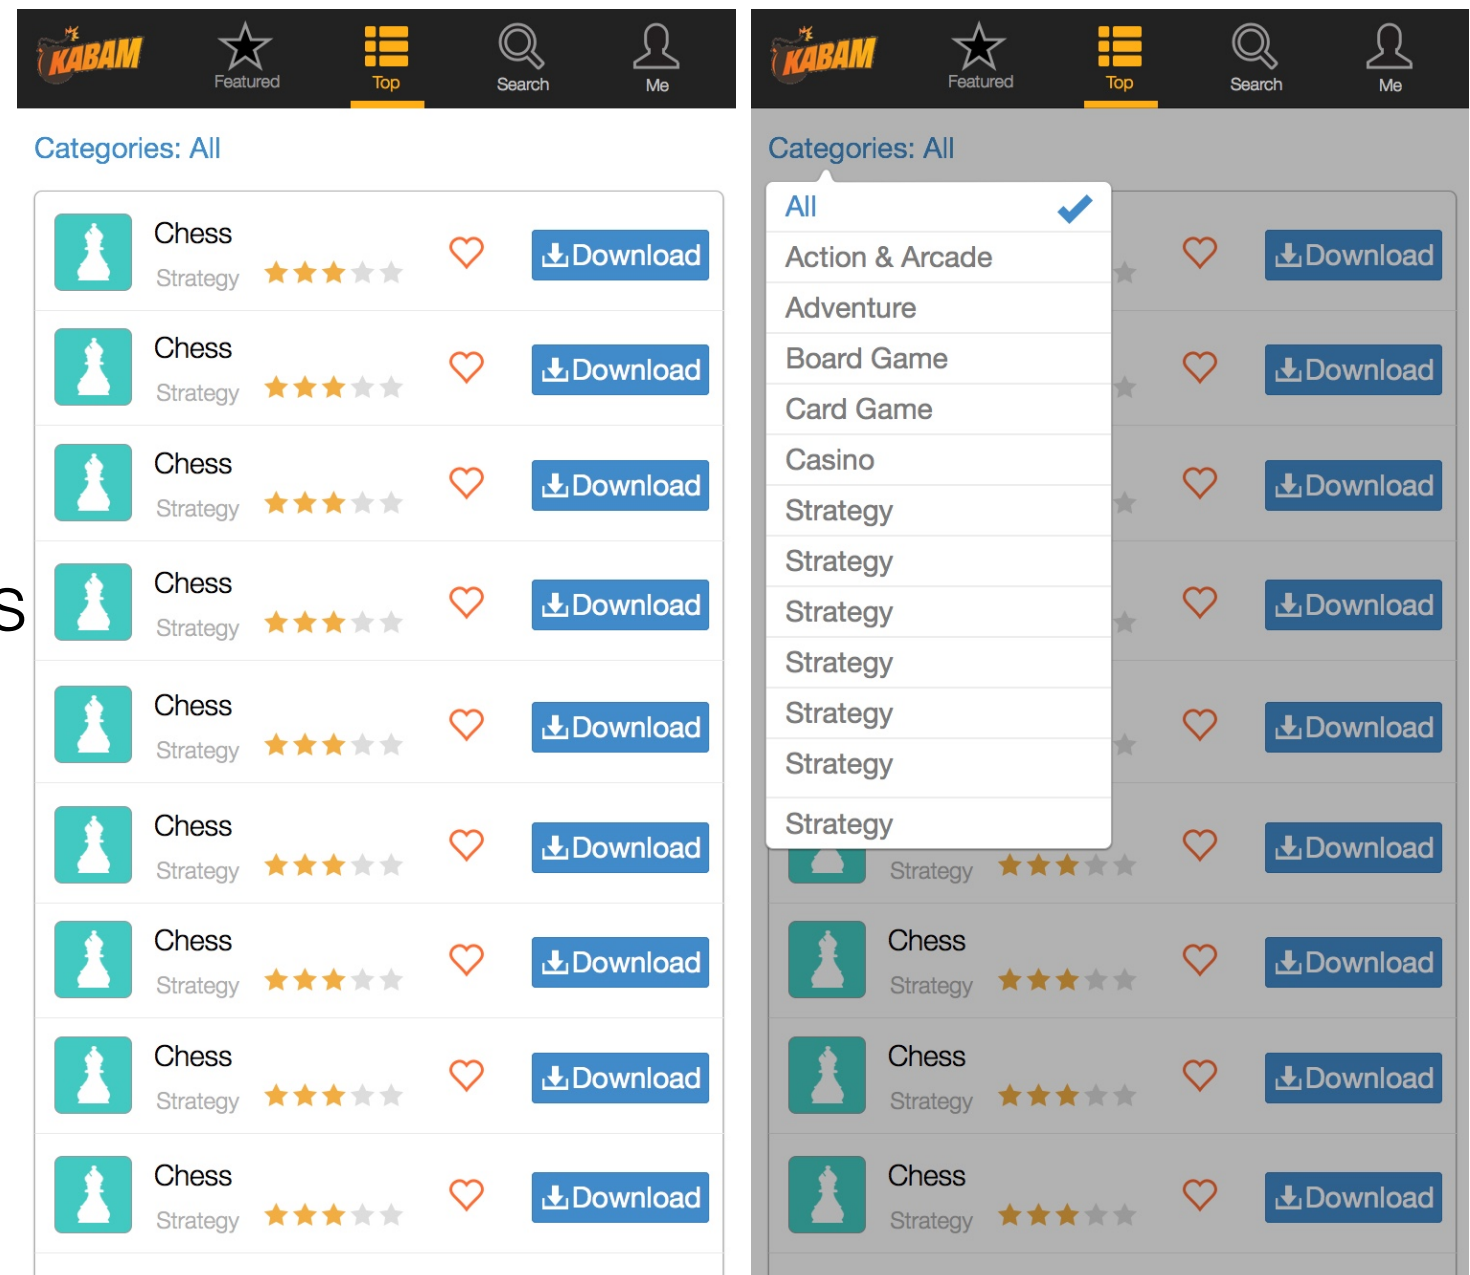 KABAM
Featured
Top
Search
Me
Categories: All
Chess
Strategy
Download
Chess
Strategy
Download
Chess
Strategy
Download
s
Chess
Strategy
Download
Chess
Strategy
Download
Chess
Strategy
Download
Chess
Strategy
Download
Chess
Strategy
Download
Chess
Strategy
Download
KABAM
Featured
Top
Search
Me
Categories: All
All
Action & Arcade
Adventure
Board Game
Card Game
Casino
Strategy
Strategy
Strategy
Strategy
Strategy
Strategy
Strategy
Download
Download
Download
Download
Download
Strategy
Download
Chess
Strategy
Download
Chess
Strategy
Download
Chess
Strategy
Download